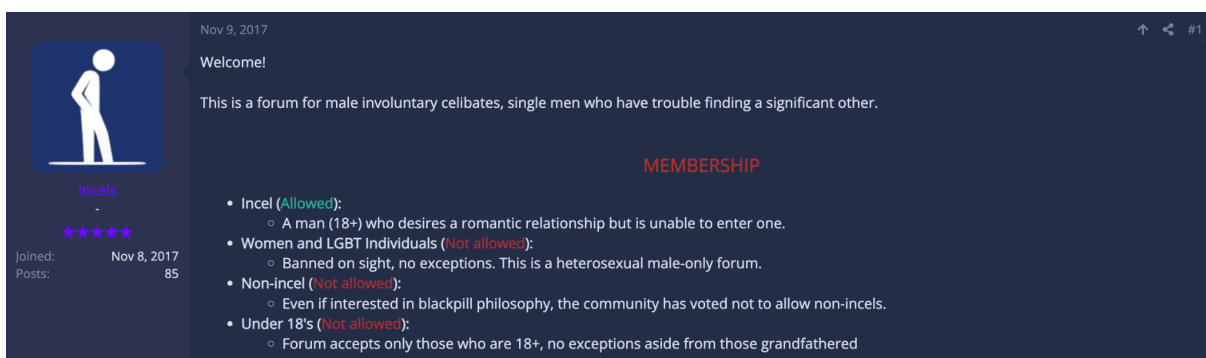 Nov 9, 2017
#1
Welcome!
This is a forum for male involuntary celibates, single men who have trouble finding a significant other.
MEMBERSHIP
incels
-
Joined: Nov 8, 2017
Posts: 85
• Incel (Allowed):
○ A man (18+) who desires a romantic relationship but is unable to enter one.
• Women and LGBT Individuals (Not allowed):
○ Banned on sight, no exceptions. This is a heterosexual male-only forum.
• Non-incel (Not allowed):
○ Even if interested in blackpill philosophy, the community has voted not to allow non-incels.
• Under 18's (Not allowed):
○ Forum accepts only those who are 18+, no exceptions aside from those grandfathered